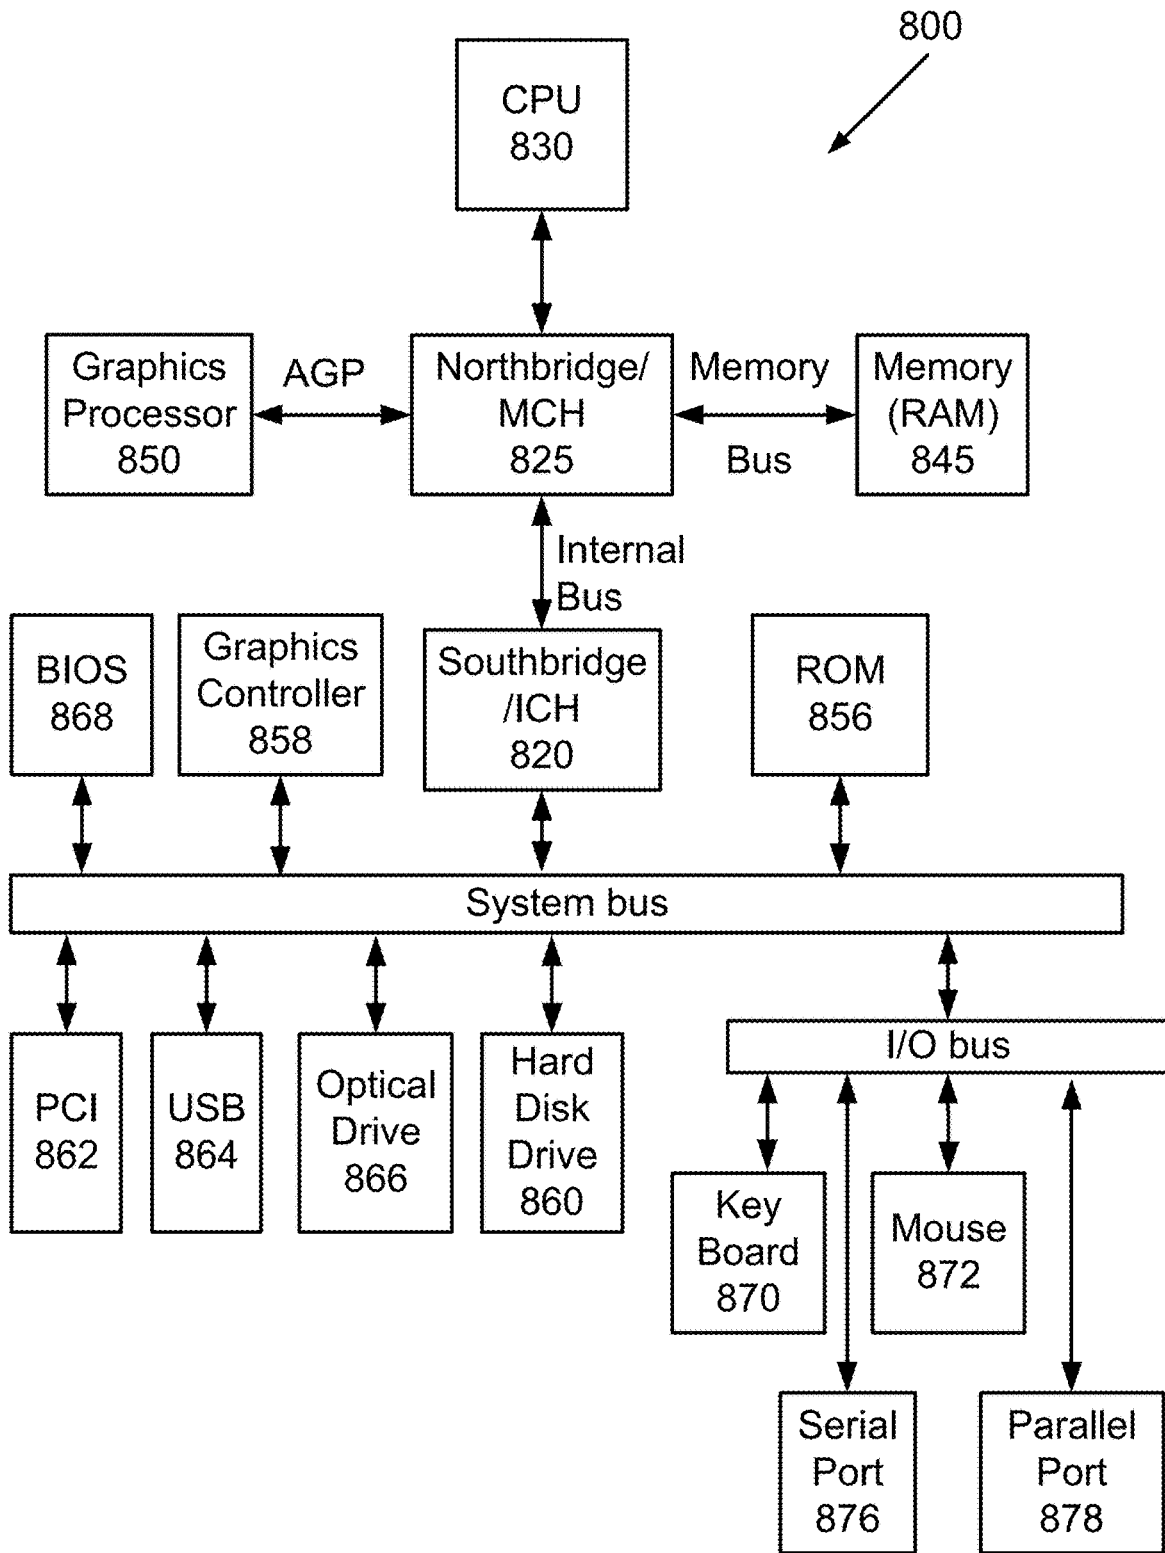 800
CPU
830
Graphics
Processor
850
AGP
Northbridge/
MCH
825
Memory
Bus
Memory
(RAM)
845
Internal
Bus
BIOS
868
Graphics
Controller
858
Southbridge
/ICH
820
ROM
856
System bus
PCI
862
USB
864
Optical
Drive
866
Hard
Disk
Drive
860
I/O bus
Key
Board
870
Mouse
872
Serial
Port
876
Parallel
Port
878